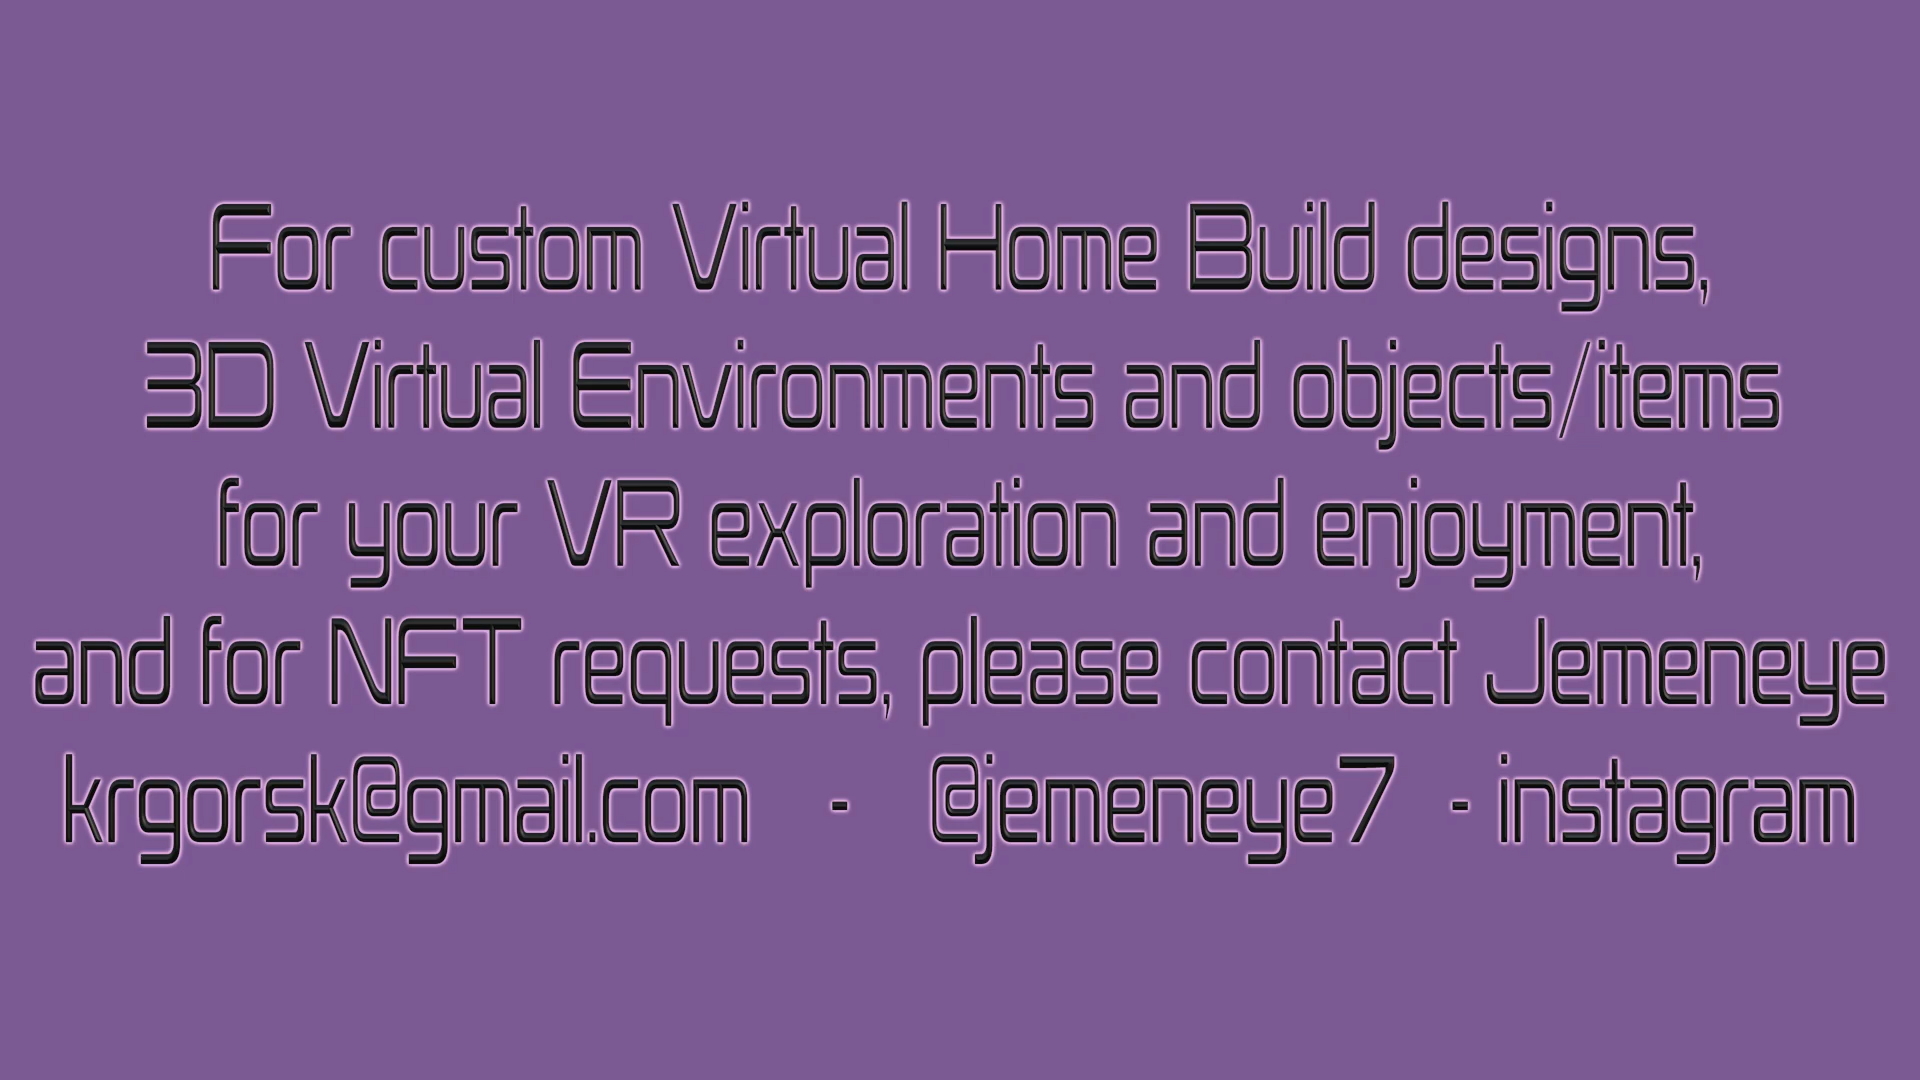 For custom Virtual Home Build designs,
3D Virtual Environments and objects/items
for your VR exploration and enjoyment,
and for NFT requests, please contact Jemeneye
krgorsk@gmail.com - @jemeneye7 - instagram